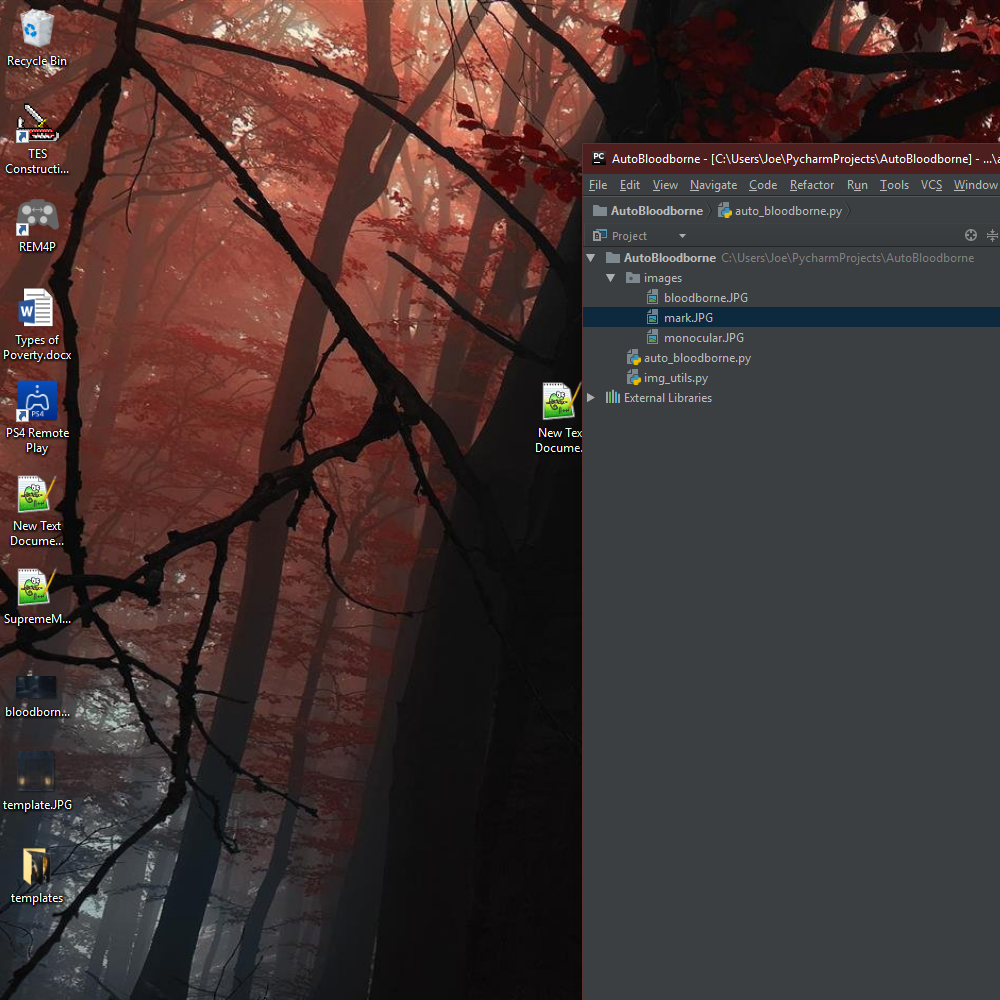 Recycle Bin
TES
Constructi...
REM4P
Types of
Poverty.docx
PS4
PS4 Remote
Play
New Text
Docume...
SupremeM...
bloodborn...
template.JPG
templates
New Tex
Docume.
PC AutoBloodborne - [C:\Users\Joe\PycharmProjects\AutoBloodborne] - ...\a
File Edit View Navigate Code Refactor Run Tools VCS Window
AutoBloodborne auto_bloodborne.py
Project
AutoBloodborne C:\Users\Joe\PycharmProjects\AutoBloodborne
images
bloodborne.JPG
mark.JPG
monocular.JPG
auto_bloodborne.py
img_utils.py
External Libraries